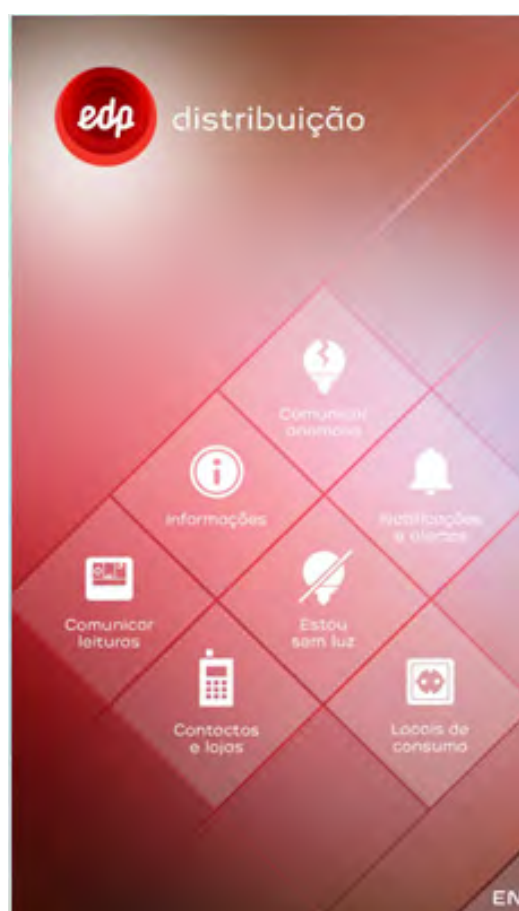 edp distribuição
Comunicar
anomalia
Informações
Notificações
e alertas
Comunicar
leituras
Estou
sem luz
Contactos
e lojas
Locais de
consumo
EN